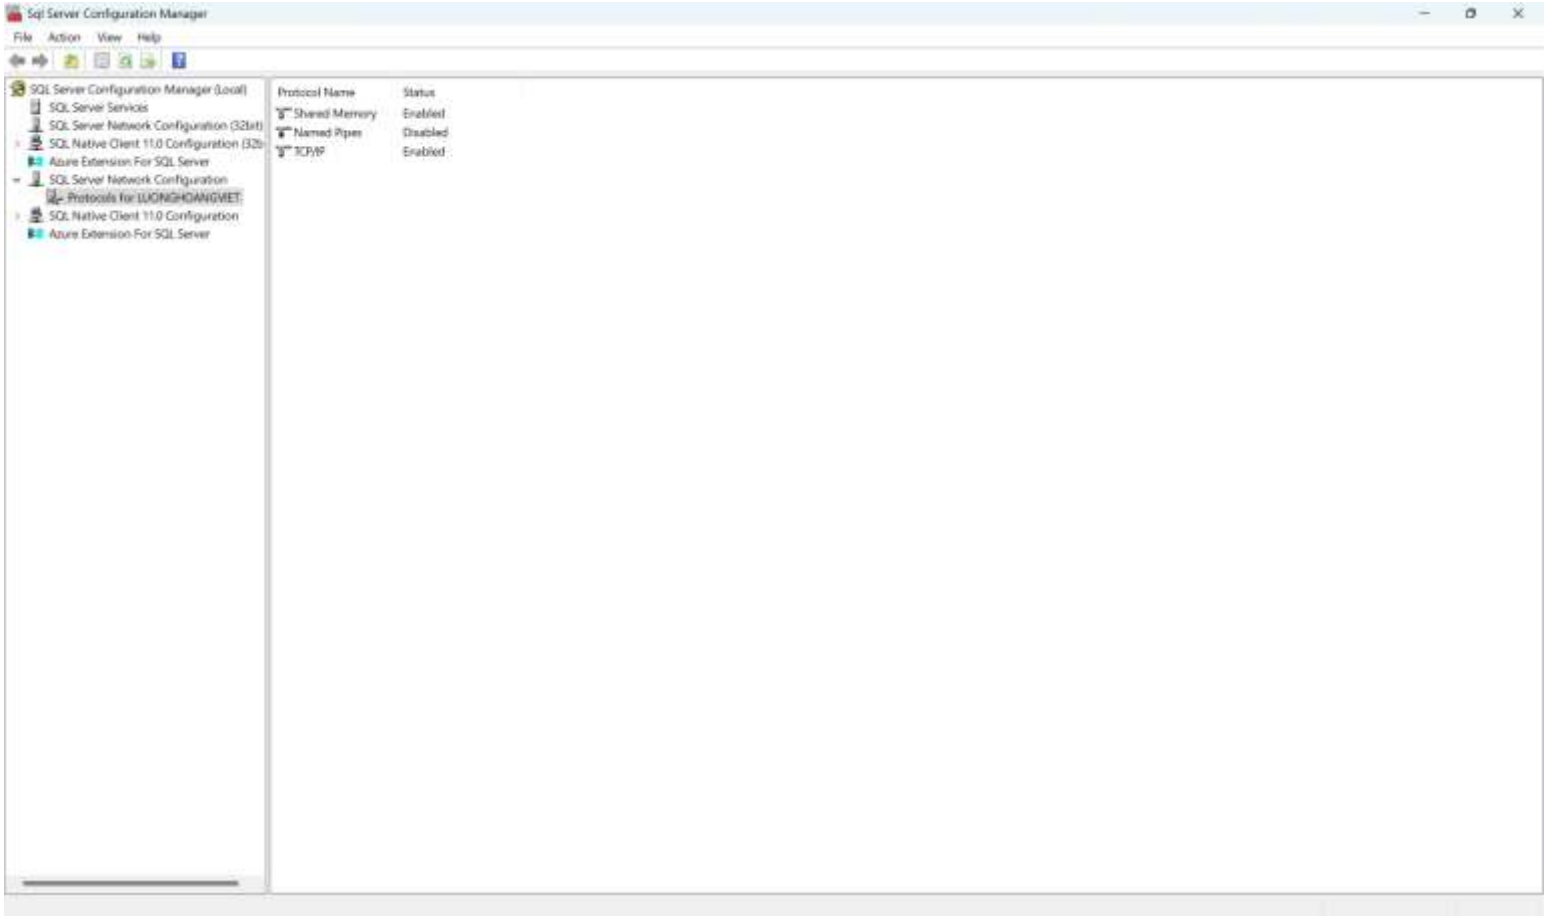 Sql Server Configuration Manager
File Action View Help
SQL Server Configuration Manager (Local)
SQL Server Services
SQL Server Network Configuration (32bit)
SQL Native Client 11.0 Configuration (32b
Azure Extension For SQL Server
SQL Server Network Configuration
Protocols for LUONGHOANGVIET
SQL Native Client 11.0 Configuration
Azure Extension For SQL Server
Protocol Name Status
Shared Memory Enabled
Named Pipes Disabled
TCP/IP Enabled